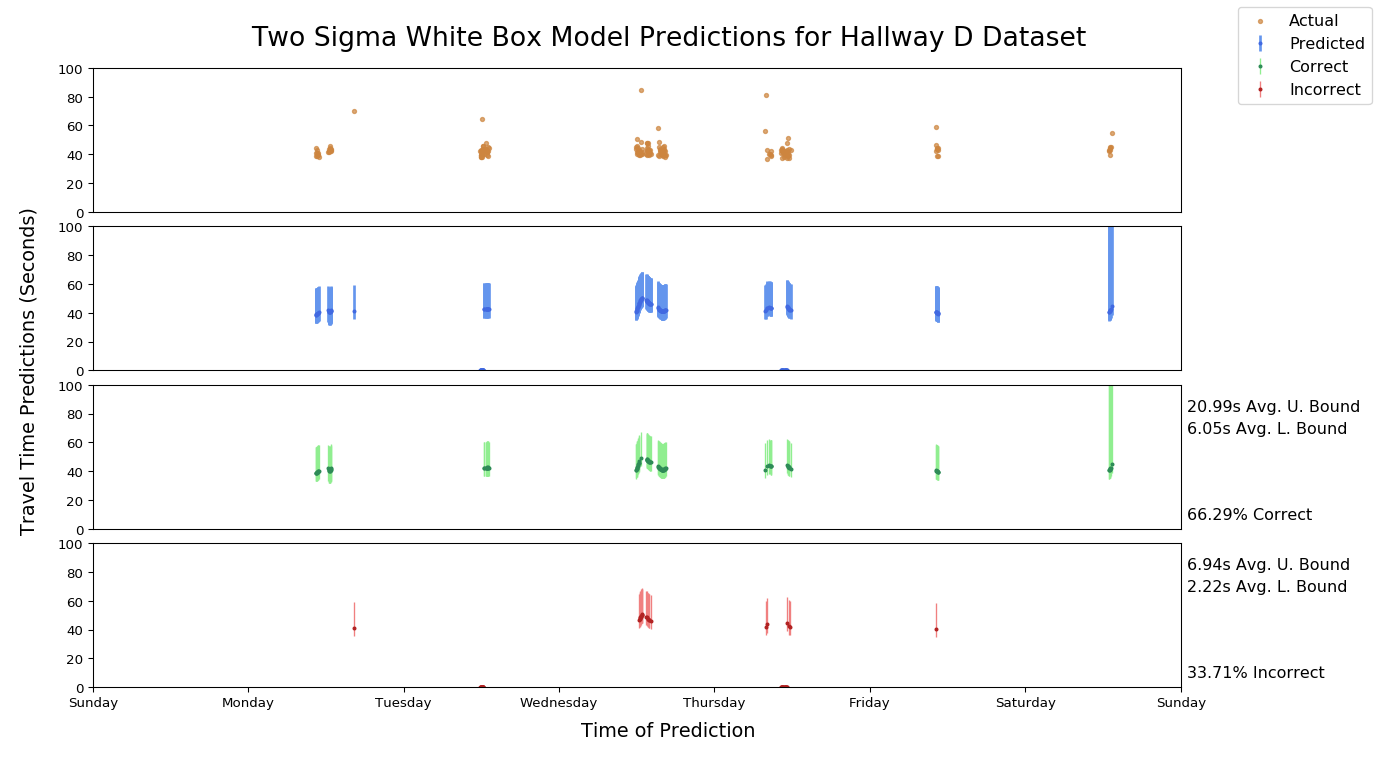 Two Sigma White Box Model Predictions for Hallway D Dataset
Actual
Predicted
Correct
Incorrect
Travel Time Predictions (Seconds)
100
80
60
40
20
0
100
80
60
40
20
0
100
80
60
40
20
0
20.99s Avg. U. Bound
6.05s Avg. L. Bound
66.29% Correct
100
80
60
40
20
0
6.94s Avg. U. Bound
2.22s Avg. L. Bound
33.71% Incorrect
Sunday Monday Tuesday Wednesday Thursday Friday Saturday Sunday
Time of Prediction